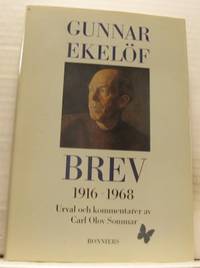 GUNNAR
EKELÖF
BREV
1916–1968
Urval och kommentarer av
Carl Olov Sommar
BONNIERS